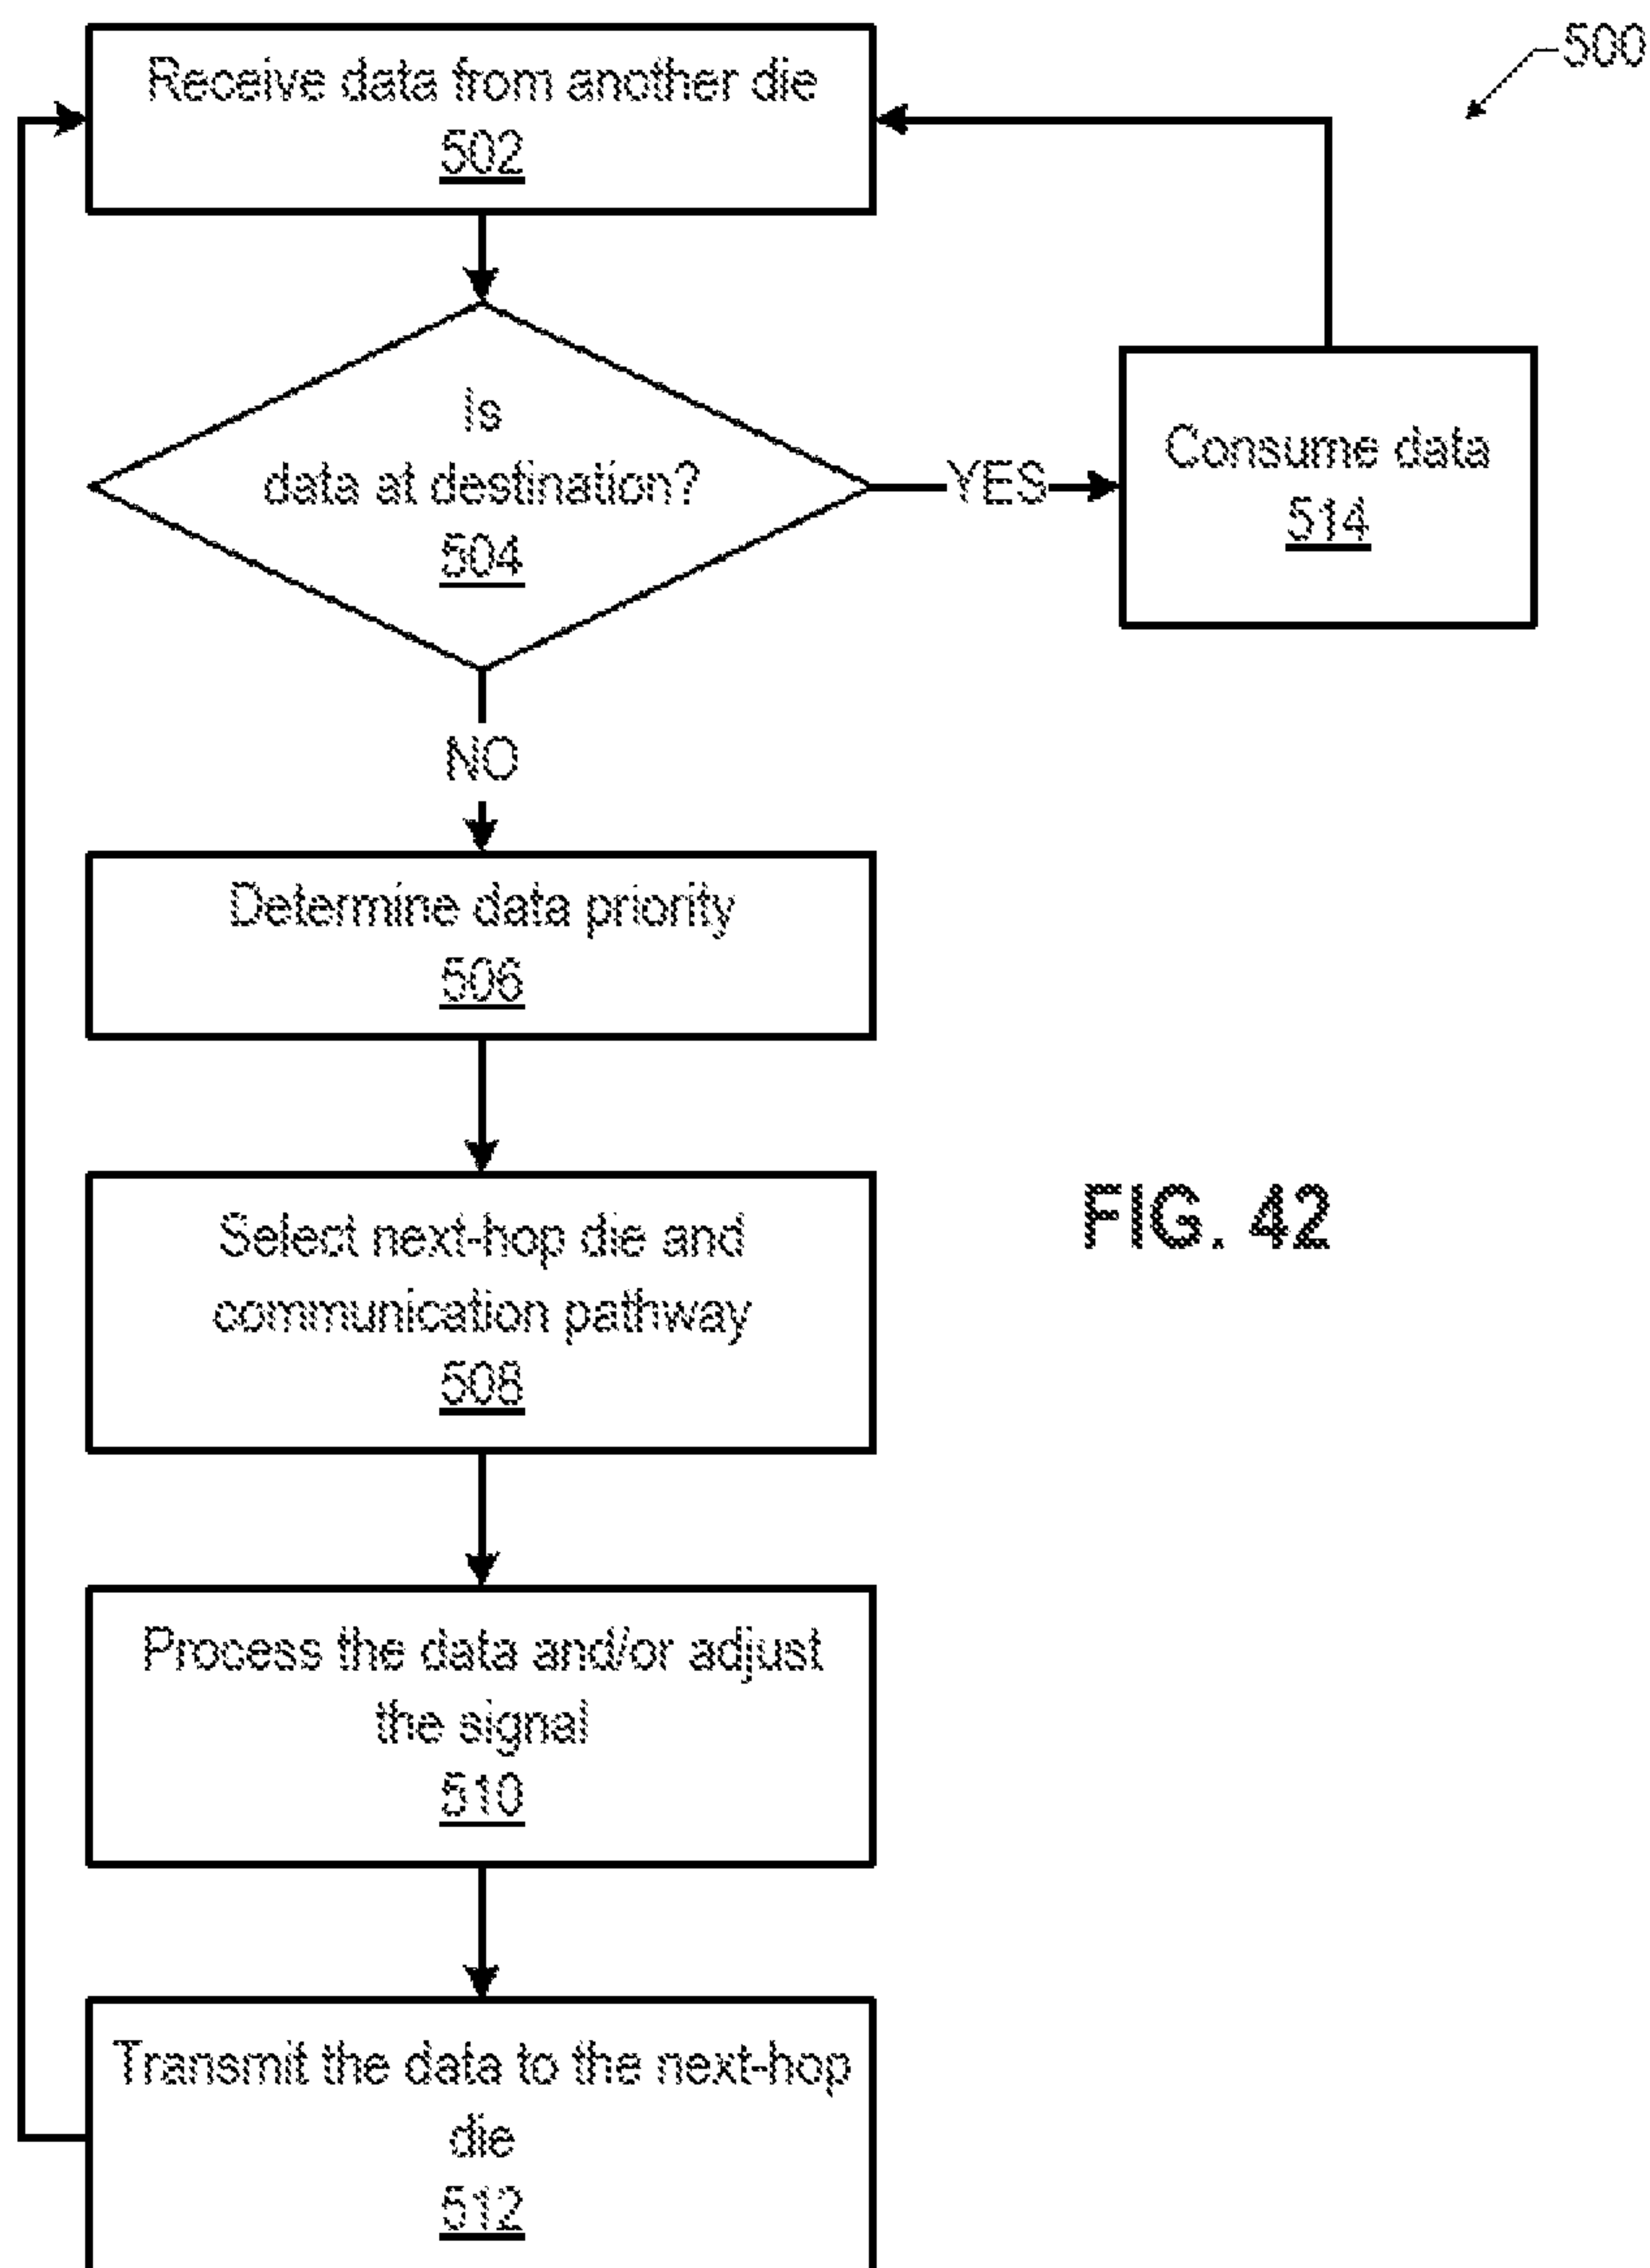 500
Receive data from another die
502
Is
data at destination?
504
YES
Consume data
514
NO
Determine data priority
506
Select next-hop die and
communication pathway
508
FIG. 42
Process the data and/or adjust
the signal
510
Transmit the data to the next-hop
die
512